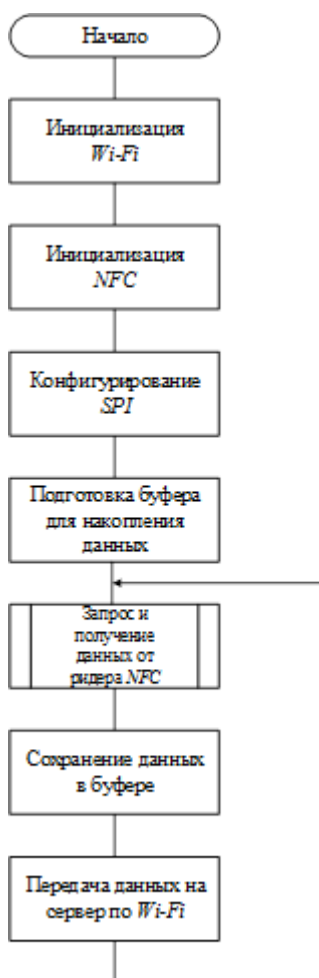 Начало
Инициализация
Wi-Fi
Инициализация
NFC
Конфигурирование
SPI
Подготовка буфера
для накопления
данных
Запрос и
получение
данных от
ридера NFC
Сохранение данных
в буфере
Передача данных на
сервер по Wi-Fi